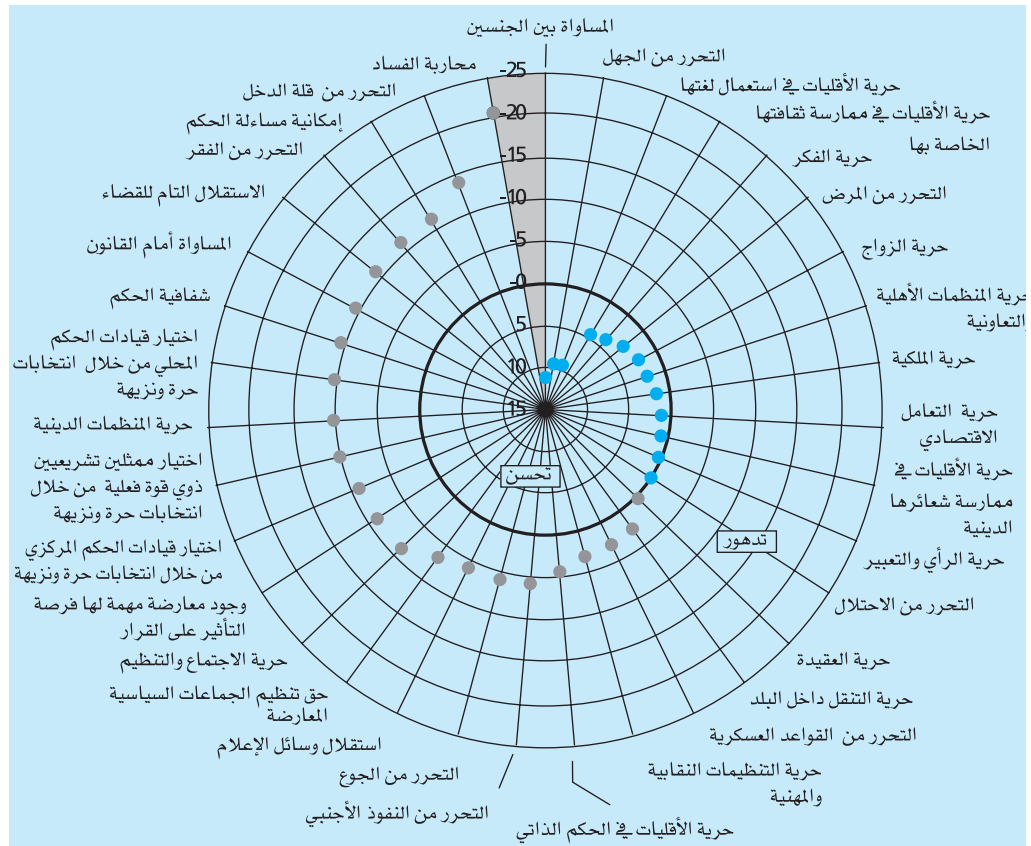 المساواة بين الجنسين
التحرر من الجهل
حرية الأقليات في استعمال لغتها
حرية الأقليات في ممارسة ثقافتها
الخاصة بها
حرية الفكر
التحرر من المرض
حرية الزواج
حرية المنظمات الأهلية
والتعاونية
حرية الملكية
حرية التعامل
الاقتصادي
حرية الأقليات في
ممارسة شعائرها
الدينية
حرية الرأي والتعبير
التحرر من الاحتلال
حرية العقيدة
حرية التنقل داخل البلد
التحرر من القواعد العسكرية
حرية التنظيمات النقابية
والمهنية
حرية الأقليات في الحكم الذاتي
التحرر من النفوذ الأجنبي
التحرر من الجوع
استقلال وسائل الإعلام
حق تنظيم الجماعات السياسية
المعارضة
حرية الاجتماع والتنظيم
وجود معارضة مهمة لها فرصة
التأثير على القرار
اختيار قيادات الحكم المركزي
من خلال انتخابات حرة ونزيهة
اختيار ممثلين تشريعيين
ذوي قوة فعلية من خلال
انتخابات حرة ونزيهة
حرية المنظمات الدينية
اختيار قيادات الحكم
المحلي من خلال انتخابات
حرة ونزيهة
شفافية الحكم
المساواة أمام القانون
الاستقلال التام للقضاء
التحرر من الفقر
إمكانية مساءلة الحكم
التحرر من قلة الدخل
محاربة الفساد
-25
-20
-15
-10
-5
-0
5
10
15
تحسن
تدهور